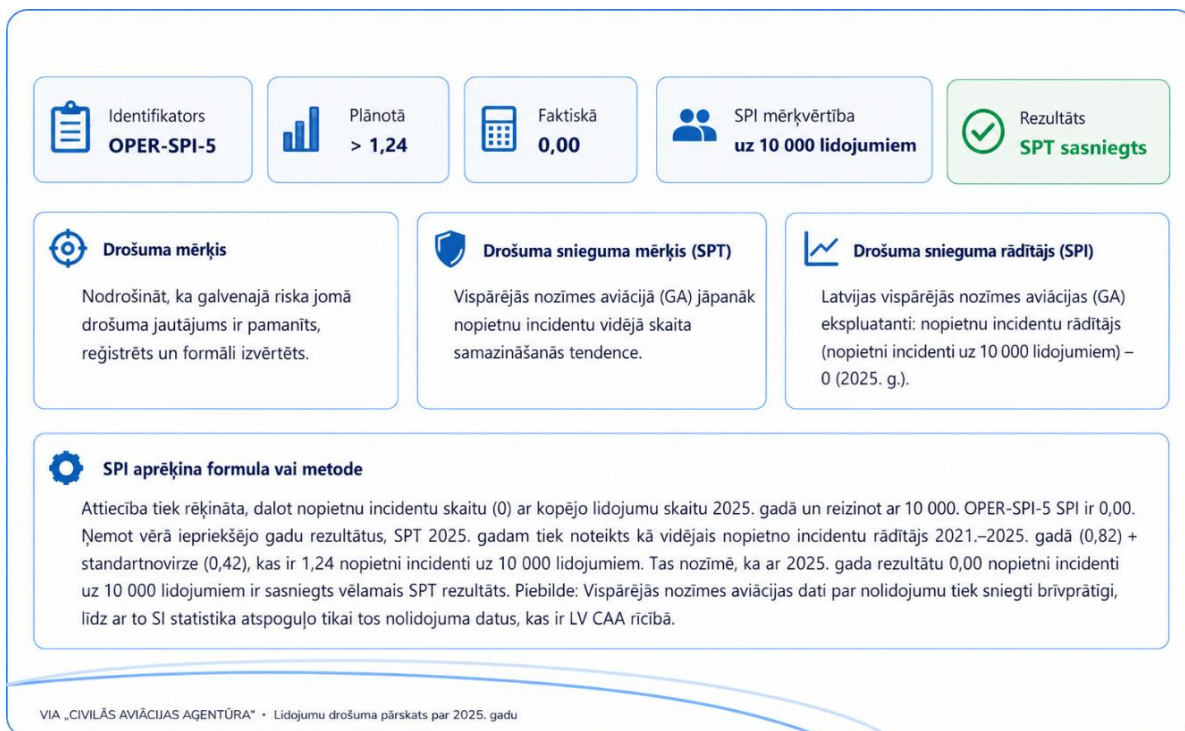 Identifikators
OPER-SPI-5
Plānotā
> 1,24
Faktiskā
0,00
SPI mērķvērtība
uz 10 000 lidojumiem
Rezultāts
SPT sasniegts
Drošuma mērķis
Nodrošināt, ka galvenajā riska jomā
drošuma jautājums ir pamanīts,
reģistrēts un formāli izvērtēts.
Drošuma snieguma mērķis (SPT)
Vispārējās nozīmes aviācijā (GA) jāpanāk
nopietnu incidentu vidējā skaita
samazināšanās tendence.
Drošuma snieguma rādītājs (SPI)
Latvijas vispārējās nozīmes aviācijas (GA)
ekspluatanti: nopietnu incidentu rādītājs
(nopietni incidenti uz 10 000 lidojumiem) –
0 (2025. g.).
SPI aprēķina formula vai metode
Attiecība tiek rēķināta, dalot nopietnu incidentu skaitu (0) ar kopējo lidojumu skaitu 2025. gadā un reizinot ar 10 000. OPER-SPI-5 SPI ir 0,00.
Ņemot vērā iepriekšējo gadu rezultātus, SPT 2025. gadam tiek noteikts kā vidējais nopietno incidentu rādītājs 2021.–2025. gadā (0,82) +
standartnovirze (0,42), kas ir 1,24 nopietni incidenti uz 10 000 lidojumiem. Tas nozīmē, ka ar 2025. gada rezultātu 0,00 nopietni incidenti
uz 10 000 lidojumiem ir sasniegts vēlamais SPT rezultāts. Piebilde: Vispārējās nozīmes aviācijas dati par nolidojumu tiek sniegti brīvprātīgi,
līdz ar to SI statistika atspoguļo tikai tos nolidojuma datus, kas ir LV CAA rīcībā.
VIA „CIVILĀS AVIĀCIJAS AĢENTŪRA" • Lidojumu drošuma pārskats par 2025. gadu